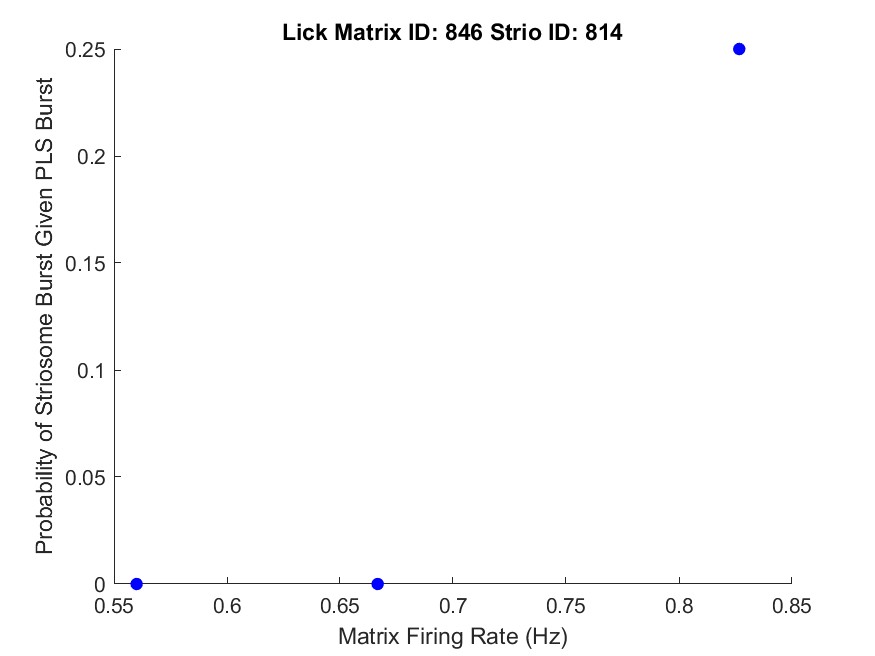 Lick Matrix ID: 846 Strio ID: 814
Probability of Striosome Burst Given PLS Burst
0.25
0.2
0.15
0.1
0.05
0
0.55 0.6 0.65 0.7 0.75 0.8 0.85
Matrix Firing Rate (Hz)